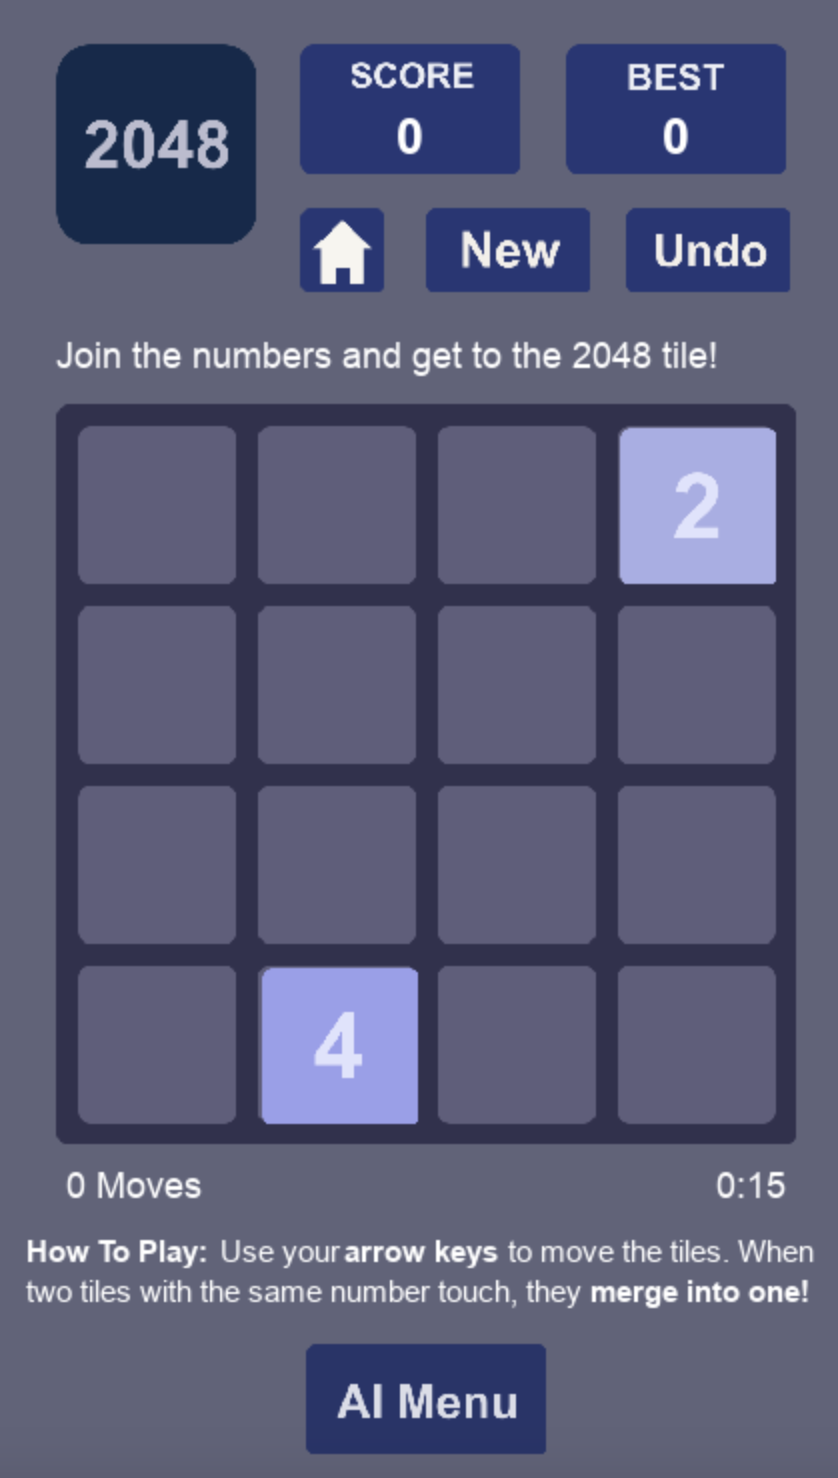 2048
SCORE
0
BEST
0
New
Undo
Join the numbers and get to the 2048 tile!
2
4
0 Moves
0:15
How To Play: Use your arrow keys to move the tiles. When
two tiles with the same number touch, they merge into one!
AI Menu